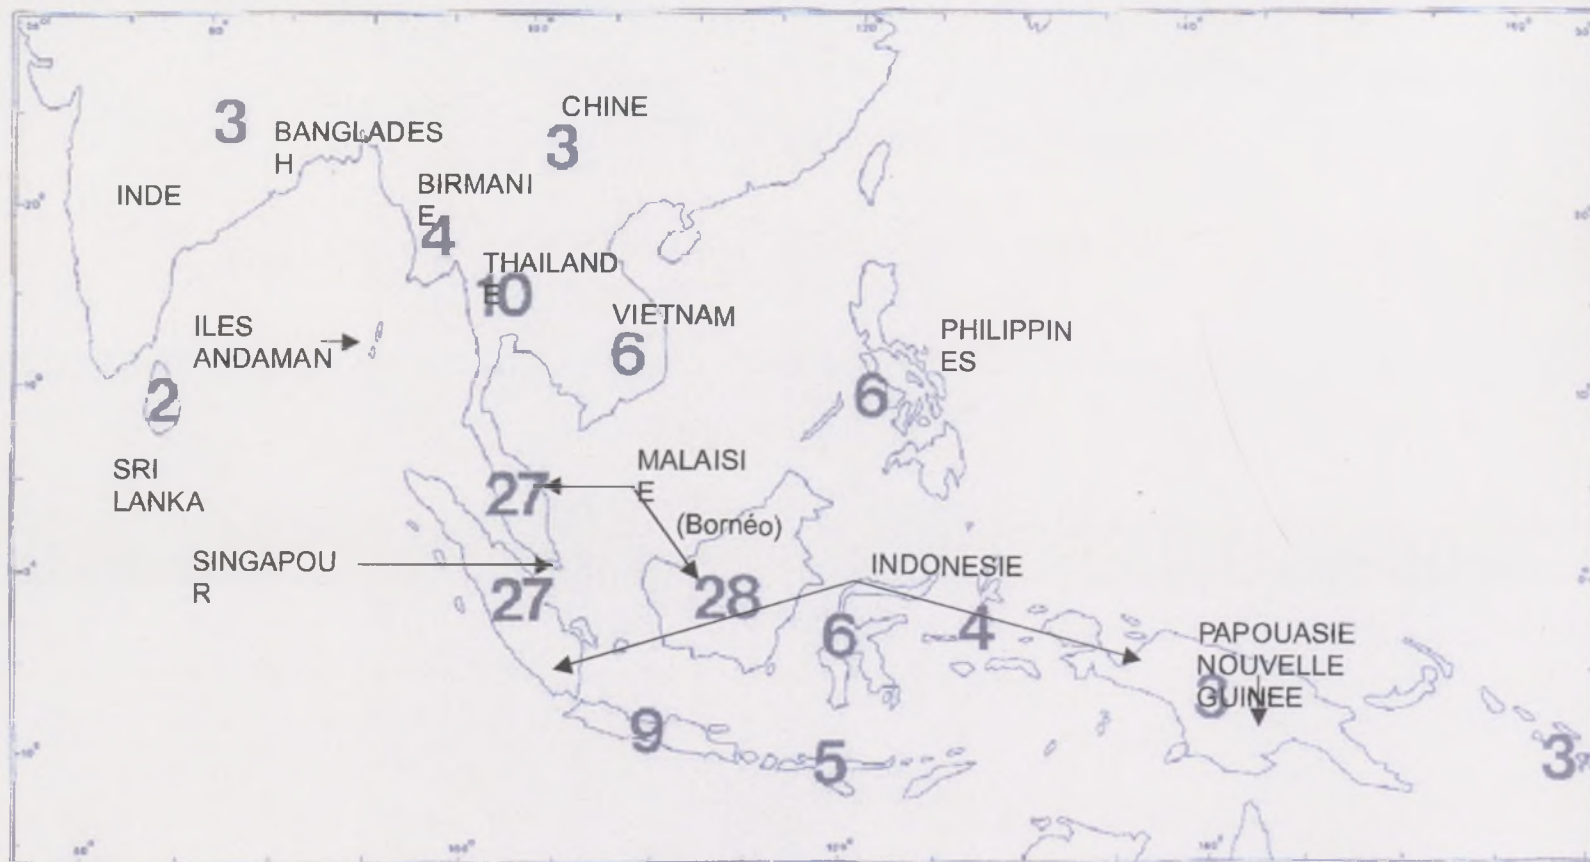 CHINE
3
BANGLADES
H
3
INDE
BIRMANI
E
4
THAILAND
E
10
ILES
ANDAMAN
VIETNAM
6
PHILIPPIN
ES
6
2
SRI
LANKA
MALAISI
E
27
(Bornéo)
SINGAPOU
R
27
28
INDONESIE
6
4
PAPOUASIE
NOUVELLE
GUINEE
3
9
5
3